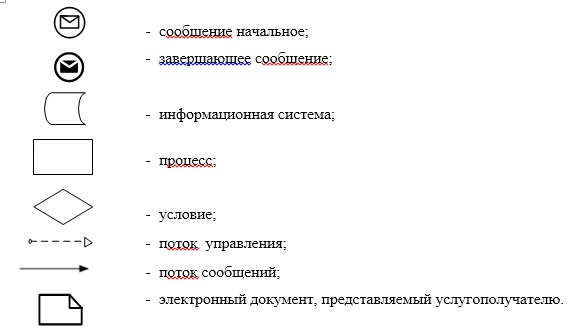 - сообщение начальное;
- завершающее сообщение;
- информационная система;
- процесс;
- условие;
- поток управления;
- поток сообщений;
- электронный документ, представляемый услугополучателю.